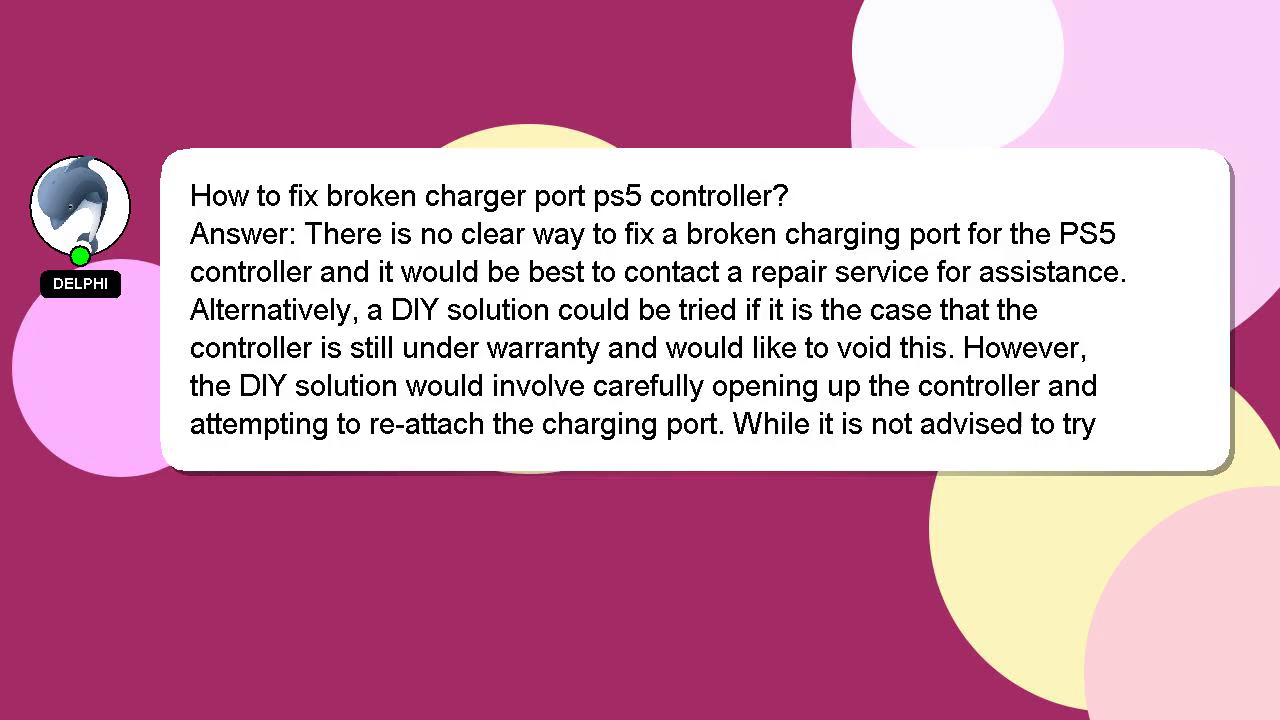 How to fix broken charger port ps5 controller?
Answer: There is no clear way to fix a broken charging port for the PS5
controller and it would be best to contact a repair service for assistance.
Alternatively, a DIY solution could be tried if it is the case that the
controller is still under warranty and would like to void this. However,
the DIY solution would involve carefully opening up the controller and
attempting to re-attach the charging port. While it is not advised to try
DELPHI